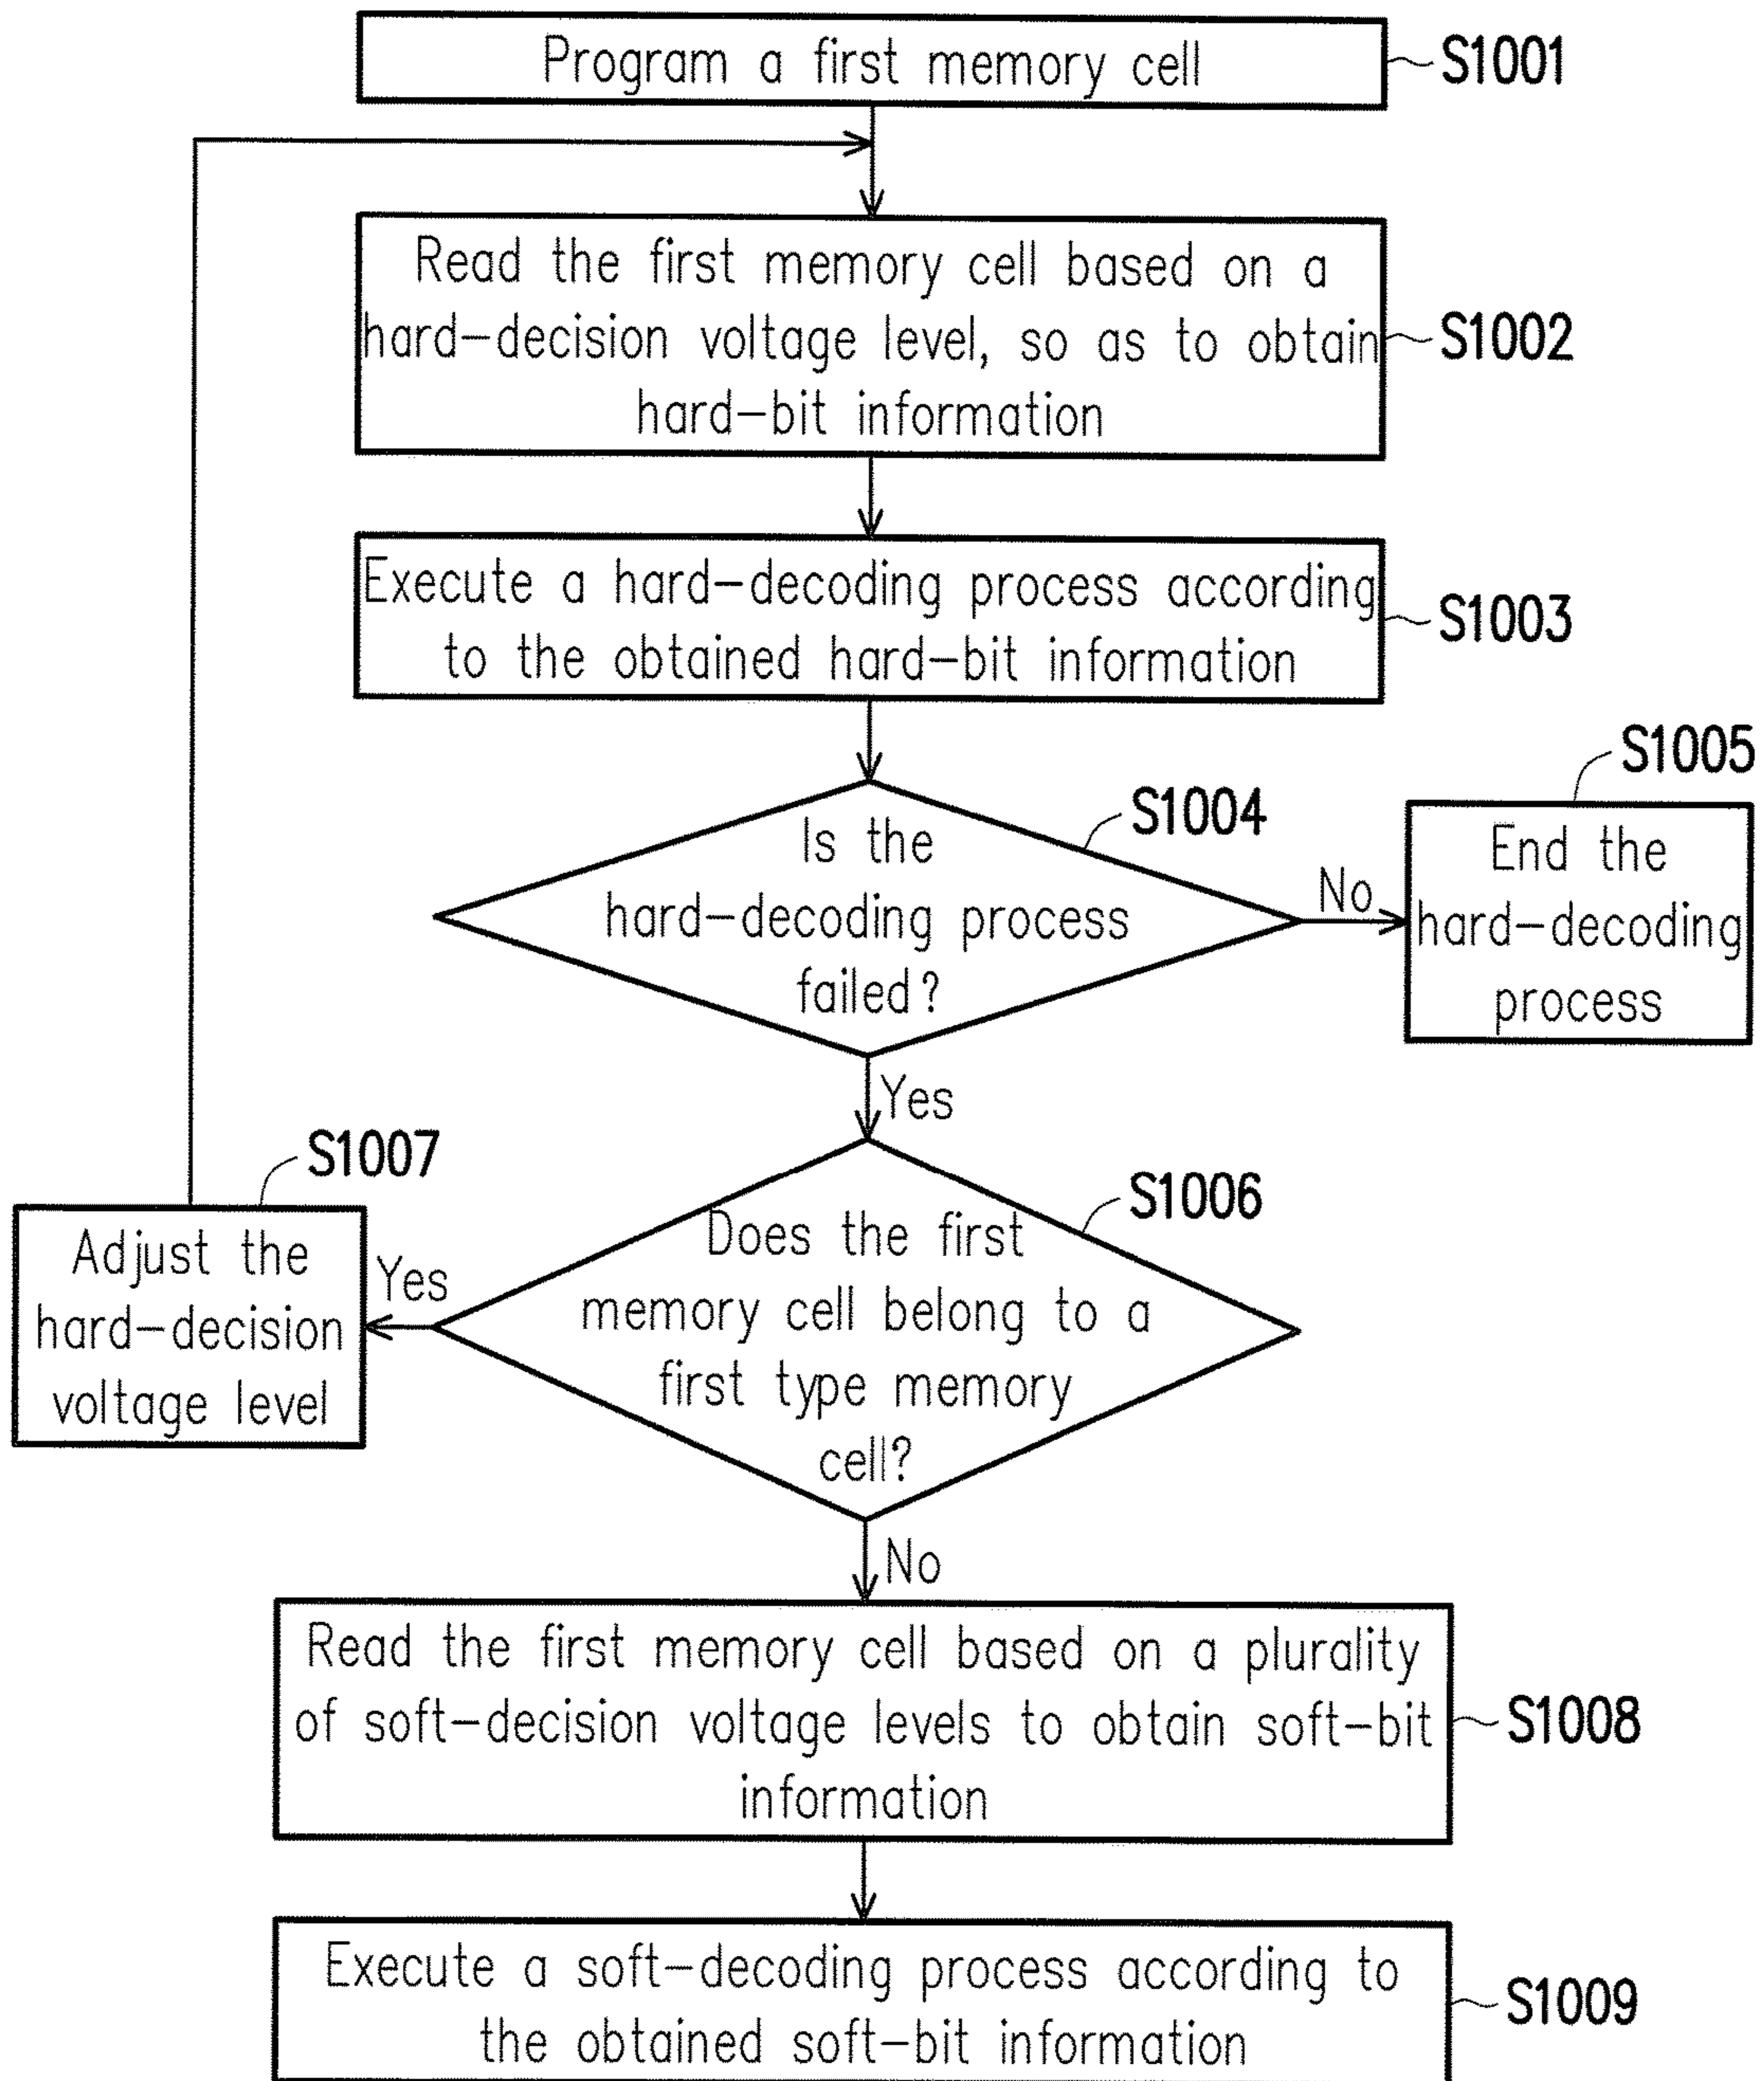 Program a first memory cell
S1001
Read the first memory cell based on a
hard-decision voltage level, so as to obtain
hard-bit information
S1002
Execute a hard-decoding process according
to the obtained hard-bit information
S1003
Is the
hard-decoding process
failed?
S1004
No
S1005
End the
hard-decoding
process
Yes
S1006
Does the first
memory cell belong to a
first type memory
cell?
Yes
S1007
Adjust the
hard-decision
voltage level
No
Read the first memory cell based on a plurality
of soft-decision voltage levels to obtain soft-bit
information
S1008
Execute a soft-decoding process according to
the obtained soft-bit information
S1009